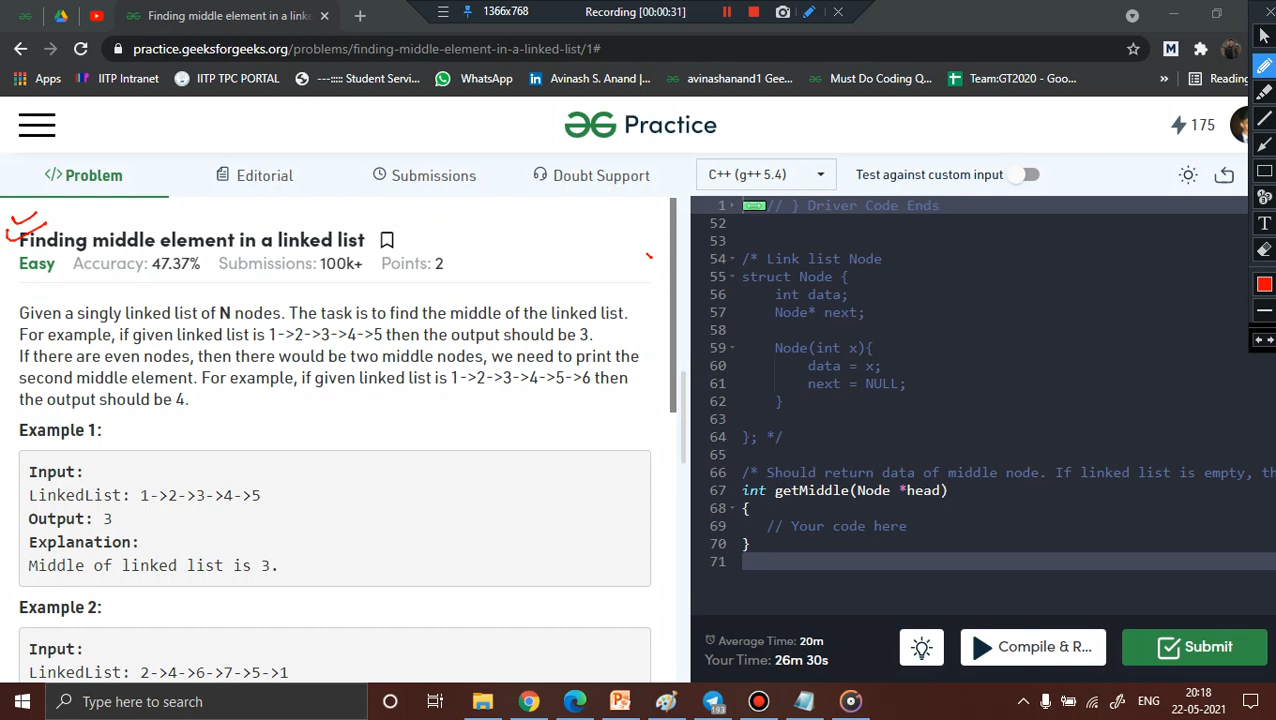 1366x768
Recording [00:00:31]
Finding middle element in a linke
practice.geeksforgeeks.org/problems/finding-middle-element-in-a-linked-list/1#
M
Apps
IITP Intranet
IITP TPC PORTAL
---::::: Student Servi...
WhatsApp
in Avinash S. Anand |...
avinashanand1 Gee...
Must Do Coding Q...
Team:GT2020 - Goo...
»
Reading
Practice
175
</> Problem
Editorial
Submissions
Doubt Support
C++ (g++ 5.4)
Test against custom input
Finding middle element in a linked list
Easy Accuracy: 47.37% Submissions: 100k+ Points: 2
Given a singly linked list of N nodes. The task is to find the middle of the linked list.
For example, if given linked list is 1->2->3->4->5 then the output should be 3.
If there are even nodes, then there would be two middle nodes, we need to print the
second middle element. For example, if given linked list is 1->2->3->4->5->6 then
the output should be 4.
Example 1:
Input:
LinkedList: 1->2->3->4->5
Output: 3
Explanation:
Middle of linked list is 3.
Example 2:
Input:
LinkedList: 2->4->6->7->5->1
1 // } Driver Code Ends
52
53
54 /* Link list Node
55 struct Node {
56 int data;
57 Node* next;
58
59 Node(int x){
60 data = x;
61 next = NULL;
62 }
63
64 }; */
65
66 /* Should return data of middle node. If linked list is empty, th
67 int getMiddle(Node *head)
68 {
69 // Your code here
70 }
71
Average Time: 20m
Your Time: 26m 30s
Compile & R...
Submit
T
Type here to search
193
ENG
20:18
22-05-2021